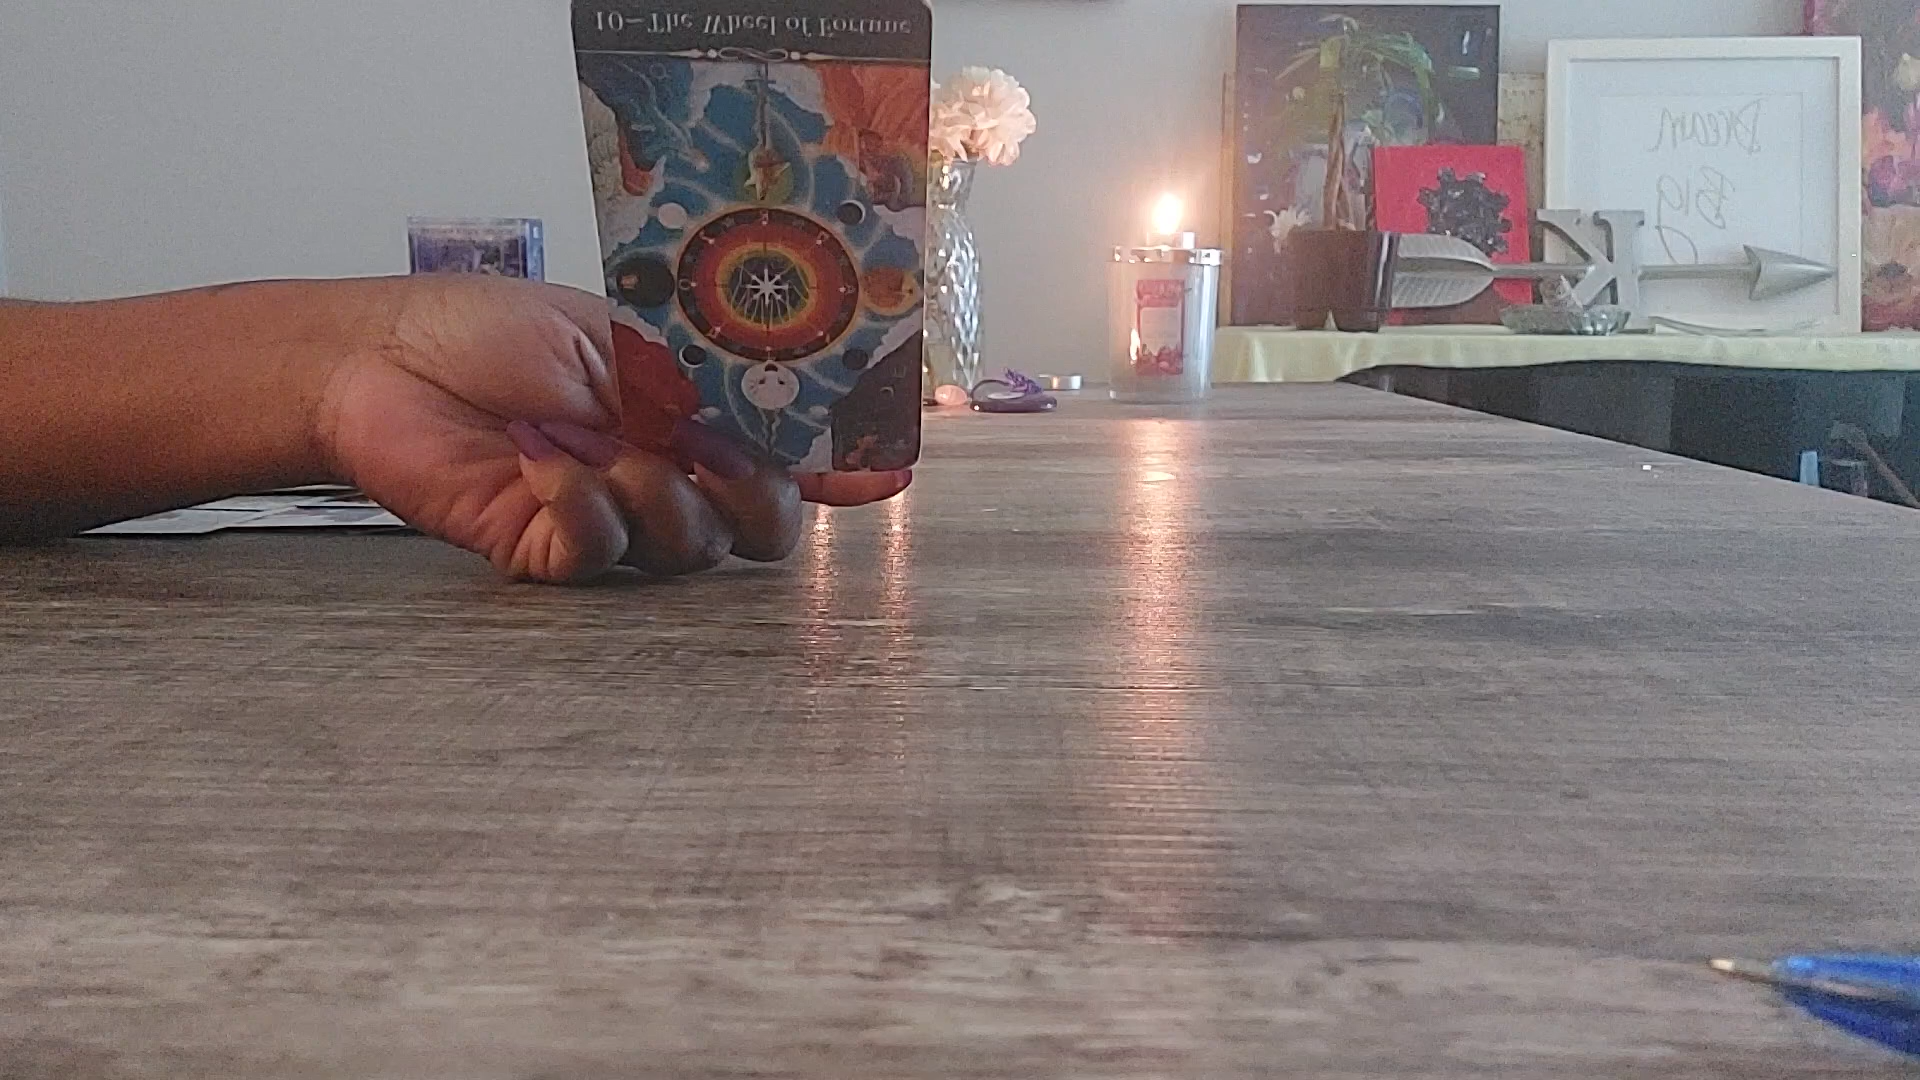 10–The Wheel of Fortune
Dream
Big
K